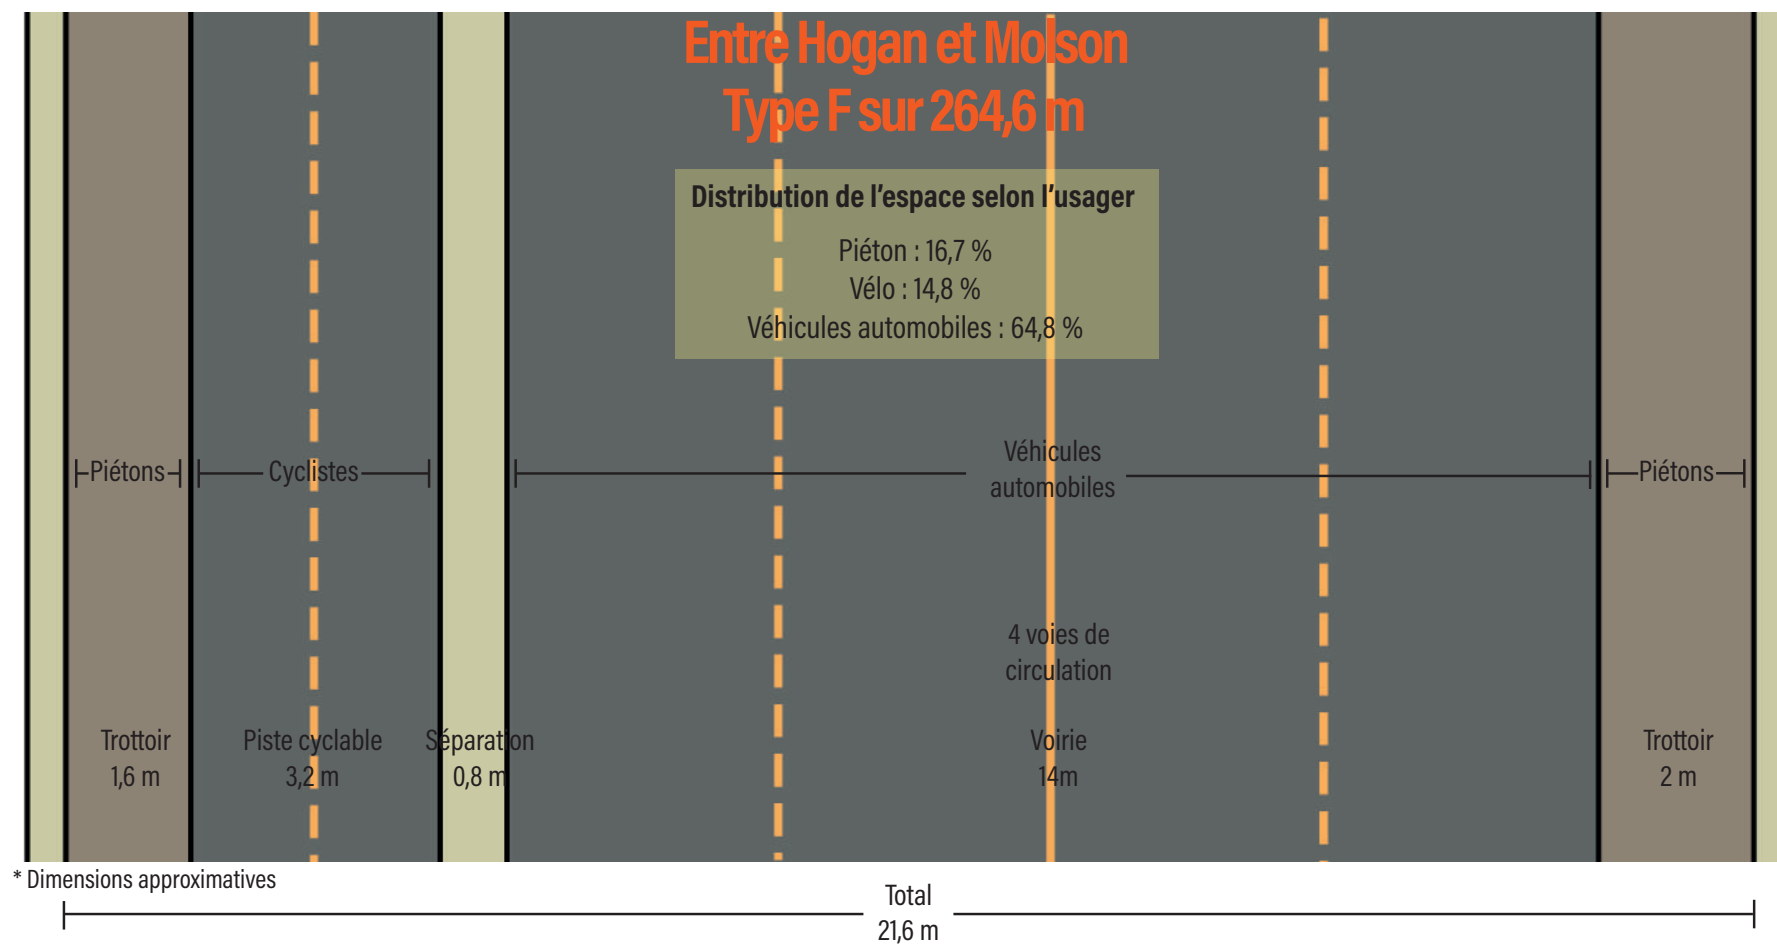 Entre Hogan et Molson
Type F sur 264,6 m
Distribution de l'espace selon l'usager
Piéton : 16,7 %
Vélo : 14,8 %
Véhicules automobiles : 64,8 %
Piétons
Cyclistes
Véhicules
automobiles
Piétons
4 voies de
circulation
Trottoir
1,6 m
Piste cyclable
3,2 m
Séparation
0,8 m
Voirie
14m
Trottoir
2 m
* Dimensions approximatives
Total
21,6 m